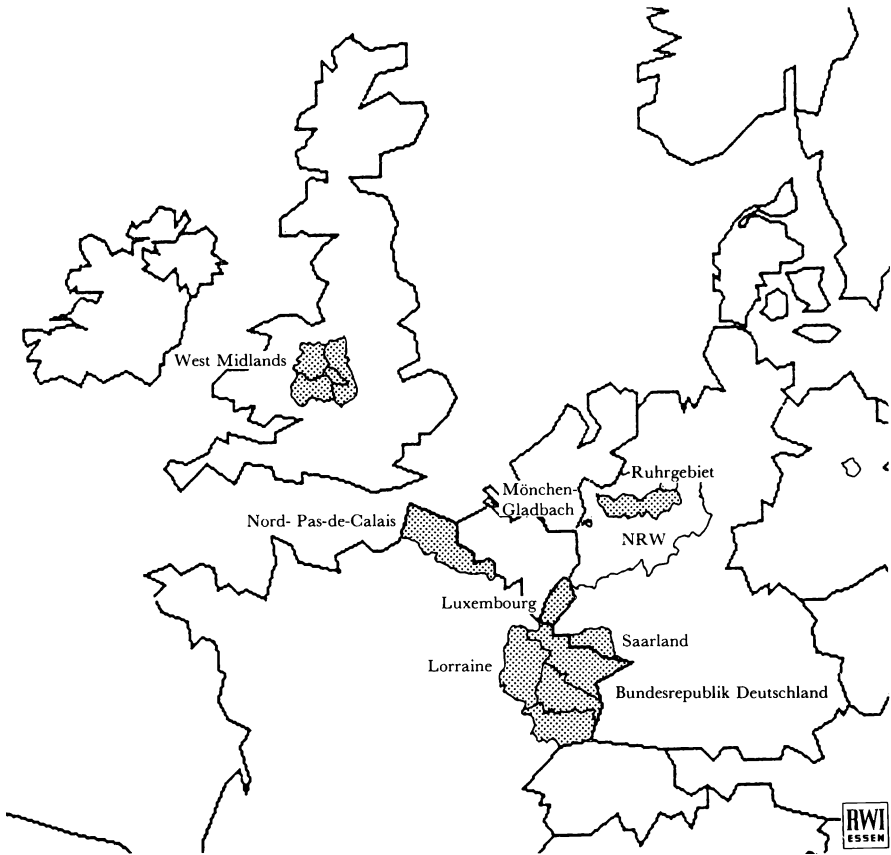 West Midlands
Ruhrgebiet
Mönchen-
Gladbach
Nord- Pas-de-Calais
NRW
Luxembourg
Saarland
Lorraine
Bundesrepublik Deutschland
RWI
ESSEN